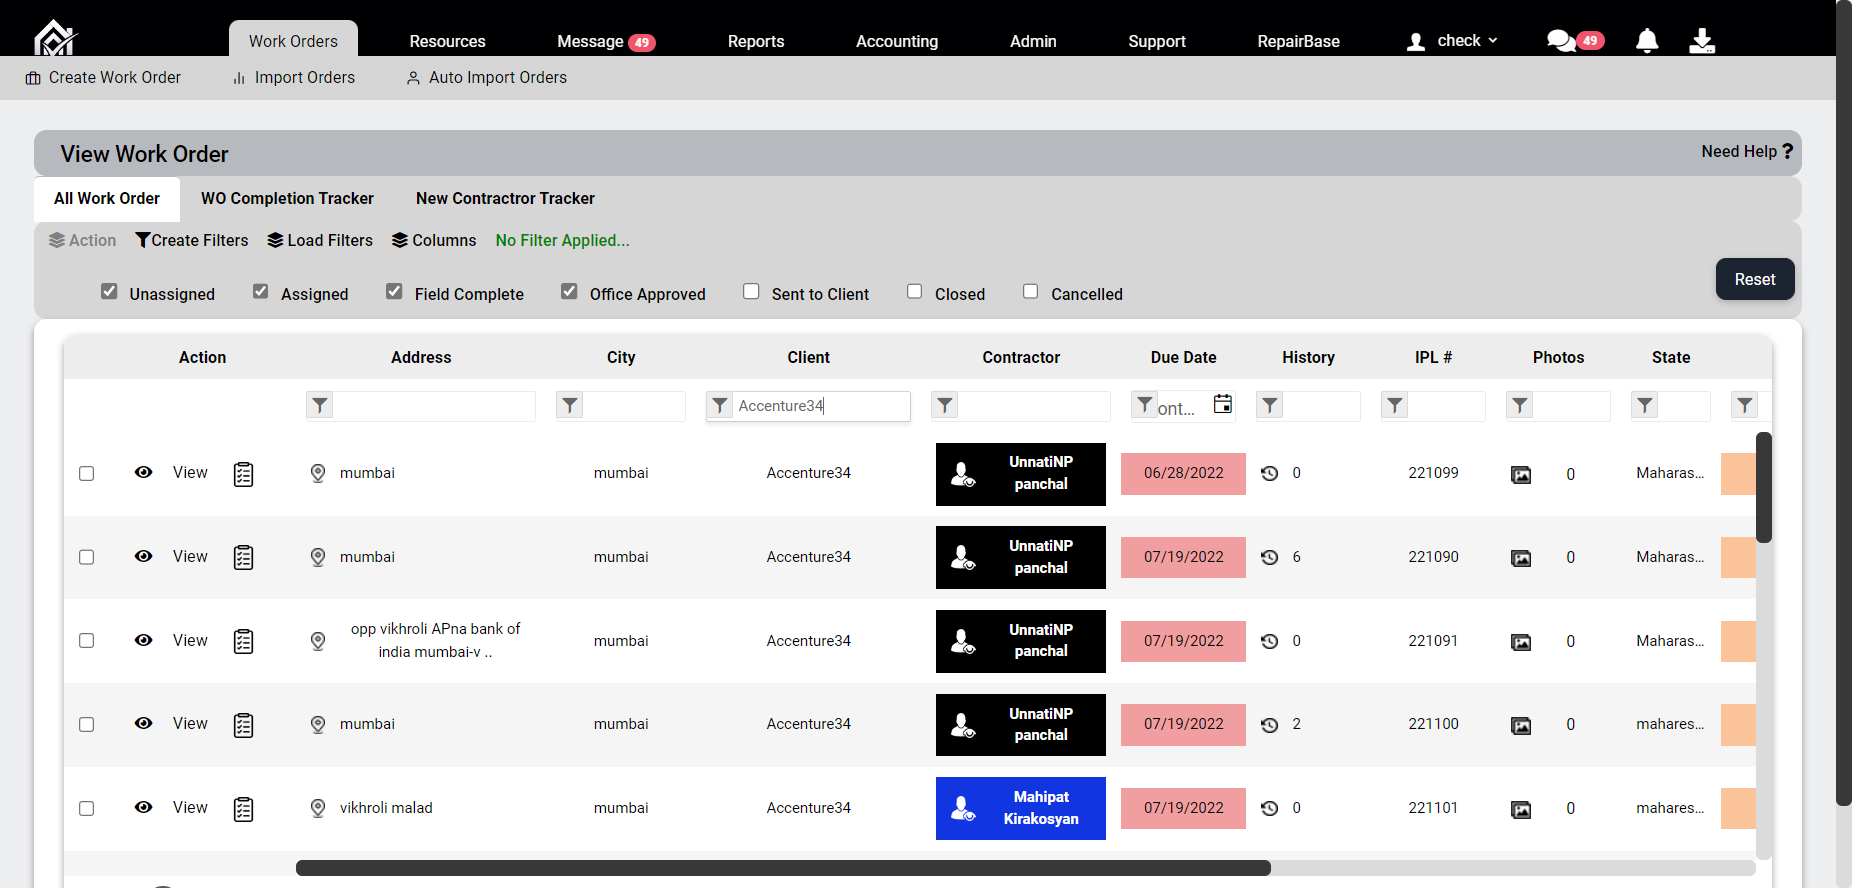 Work Orders Resources Message 49 Reports Accounting Admin Support RepairBase check 49
Create Work Order Import Orders Auto Import Orders
View Work Order Need Help ?
All Work Order WO Completion Tracker New Contractror Tracker
Action Create Filters Load Filters Columns No Filter Applied...
Reset
Unassigned Assigned Field Complete Office Approved Sent to Client Closed Cancelled
Action Address City Client Contractor Due Date History IPL # Photos State
Accenture34 ont...
View mumbai mumbai Accenture34 UnnatiNP panchal 06/28/2022 0 221099 0 Maharas...
View mumbai mumbai Accenture34 UnnatiNP panchal 07/19/2022 6 221090 0 Maharas...
View opp vikhroli APna bank of india mumbai-v .. mumbai Accenture34 UnnatiNP panchal 07/19/2022 0 221091 0 Maharas...
View mumbai mumbai Accenture34 UnnatiNP panchal 07/19/2022 2 221100 0 mahares...
View vikhroli malad mumbai Accenture34 Mahipat Kirakosyan 07/19/2022 0 221101 0 mahares...